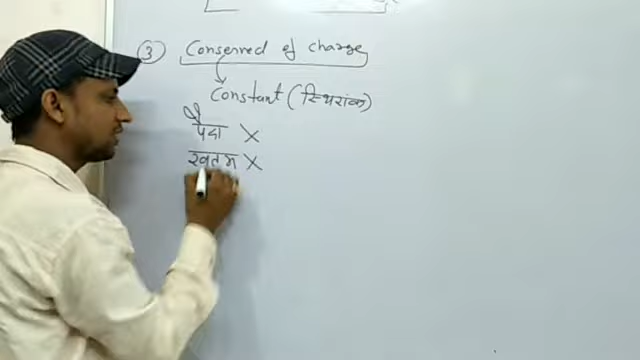 ③ Conserved of charge
Constant (स्थिरांक)
पैदा X
खतम X